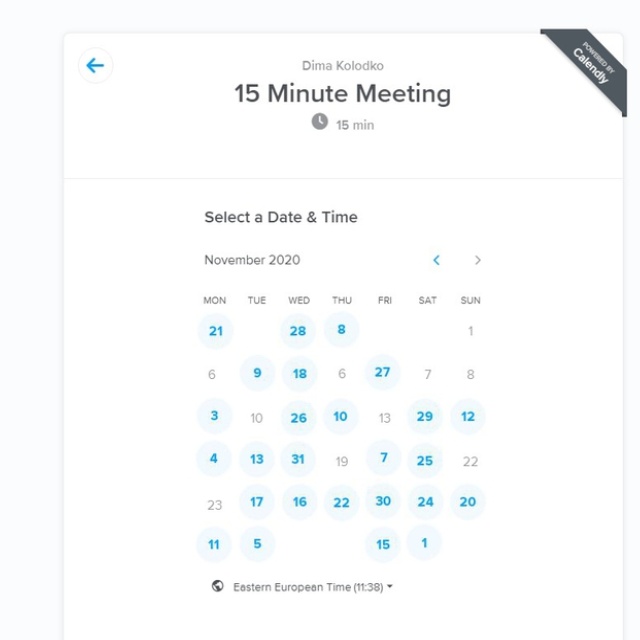 POWERED BY
Calendly
Dima Kolodko
15 Minute Meeting
15 min
Select a Date & Time
November 2020
MON TUE WED THU FRI SAT SUN
21 28 8 1
6 9 18 6 27 7 8
3 10 26 10 13 29 12
4 13 31 19 7 25 22
23 17 16 22 30 24 20
11 5 15 1
Eastern European Time (11:38)